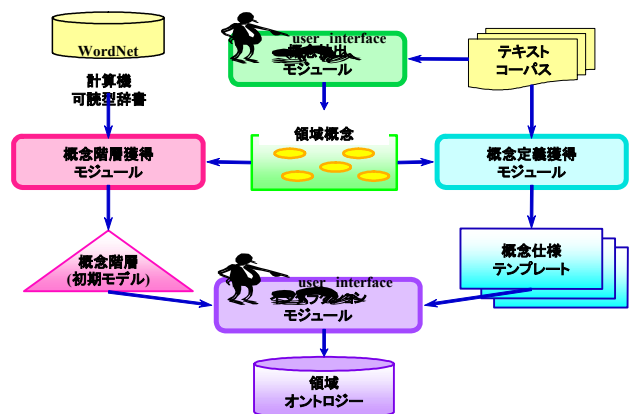 WordNet
計算機
可読型辞書
user interface
モジュール
テキスト
コーパス
概念階層獲得
モジュール
領域概念
概念定義獲得
モジュール
概念階層
(初期モデル)
user interface
モジュール
概念仕様
テンプレート
領域
オントロジー